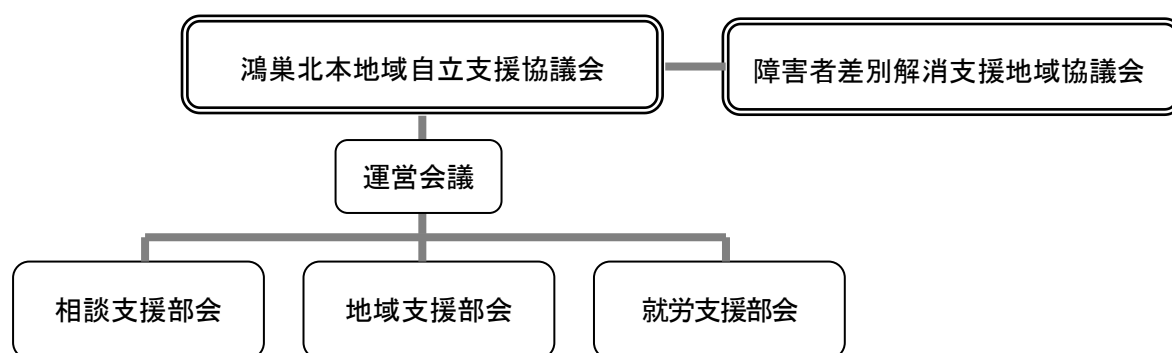 鴻巣北本地域自立支援協議会
障害者差別解消支援地域協議会
運営会議
相談支援部会
地域支援部会
就労支援部会